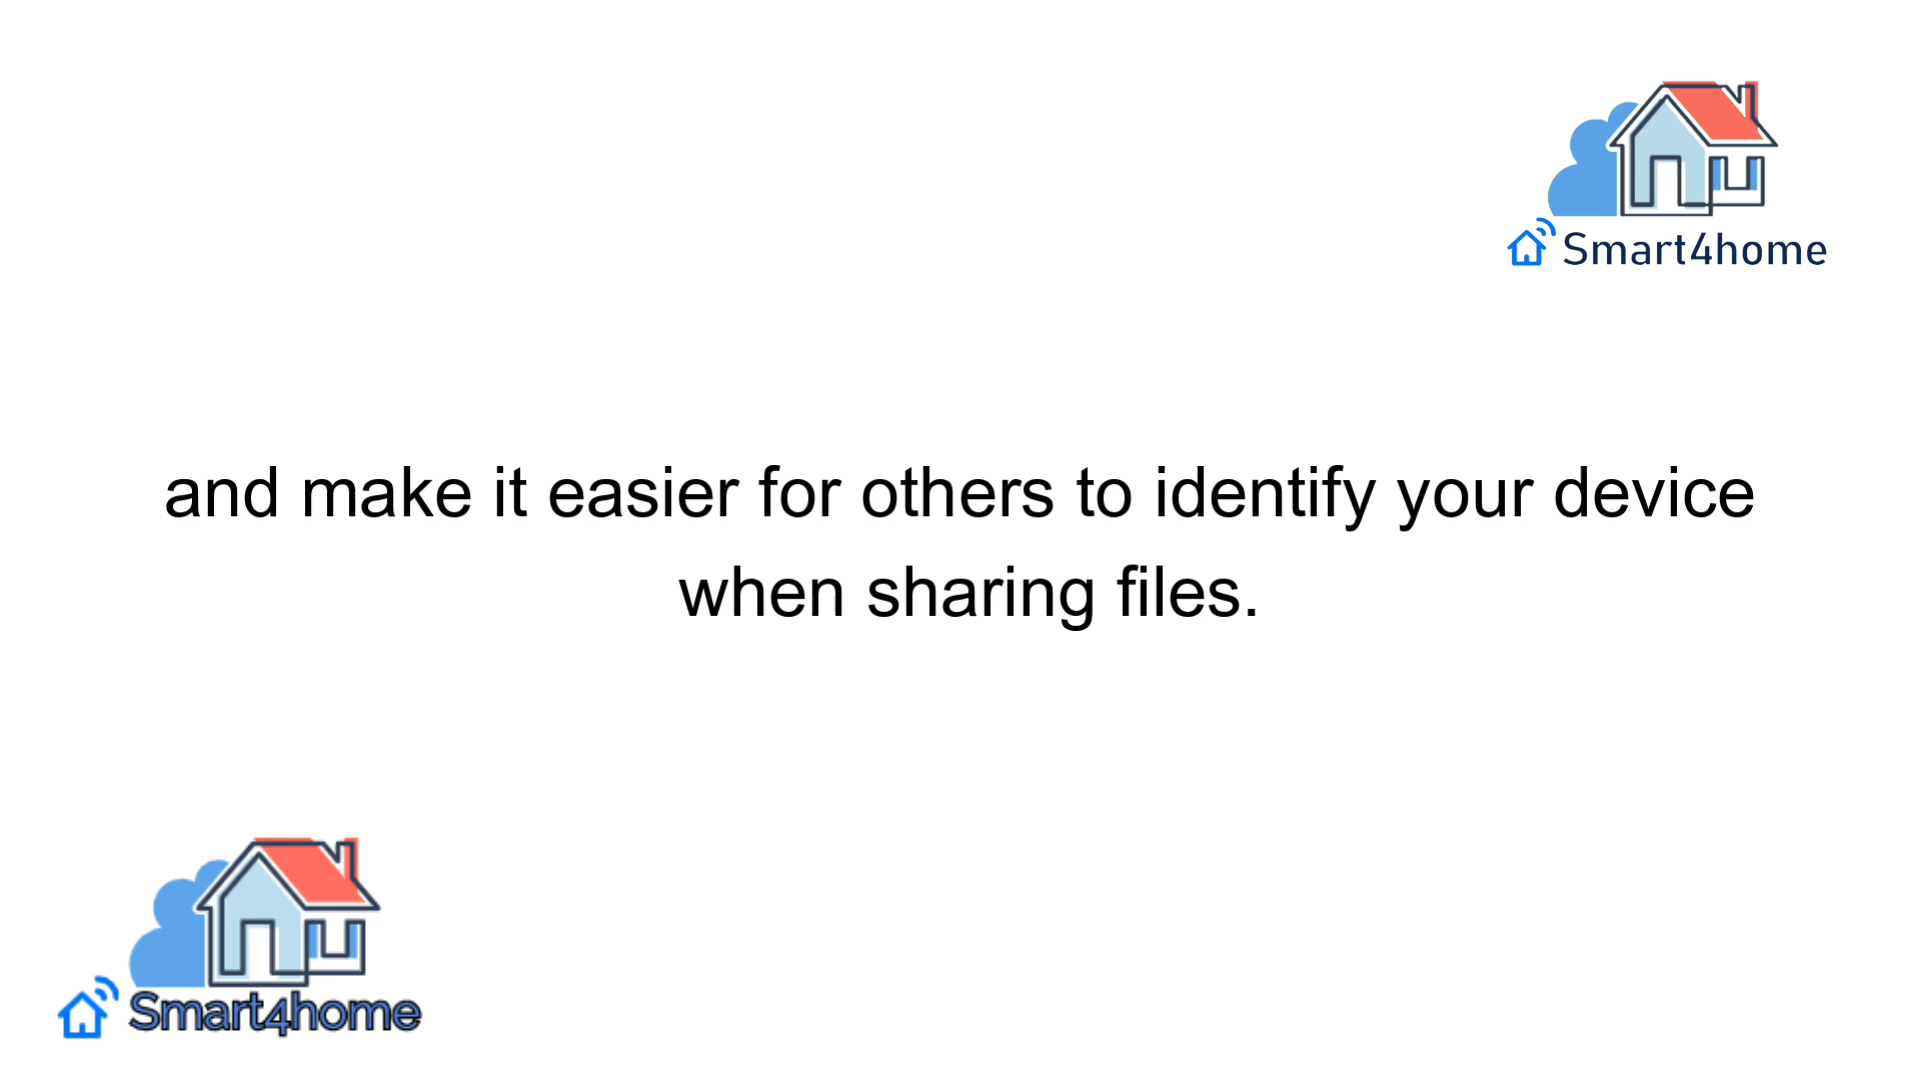 Smart4home
and make it easier for others to identify your device
when sharing files.
Smart4home